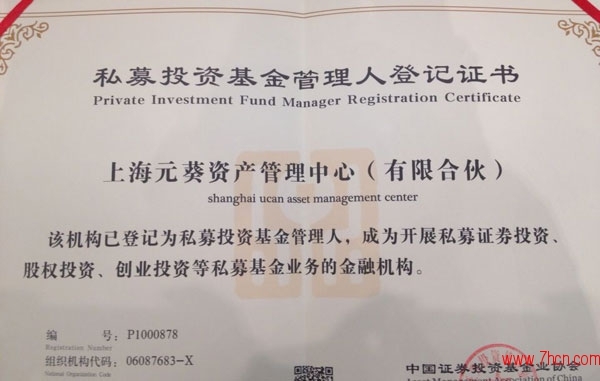 私募投资基金管理人登记证书
Private Investment Fund Manager Registration Certificate
上海元葵资产管理中心（有限合伙）
shanghai ucan asset management center
该机构已登记为私募投资基金管理人，成为开展私募证券投资、
股权投资、创业投资等私募基金业务的金融机构。
编 号： P1000878
Registration Number
组织机构代码： 06087683-X
National Organization Code
中国证券投资基金业协会
Asset Management Association of China
www.7hcn.com